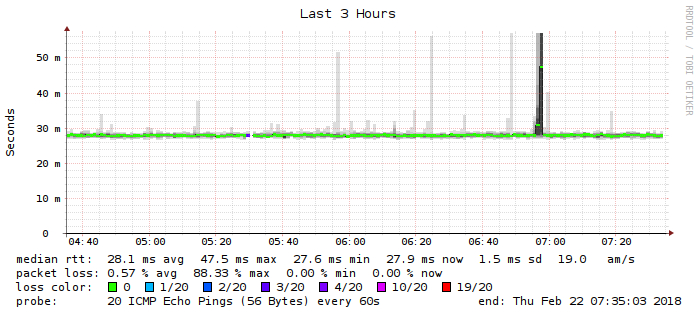 Last 3 Hours
RRDTOOL / TOBI OETIKER
Seconds
50 m
40 m
30 m
20 m
10 m
0
04:40 05:00 05:20 05:40 06:00 06:20 06:40 07:00 07:20
median rtt: 28.1 ms avg 47.5 ms max 27.6 ms min 27.9 ms now 1.5 ms sd 19.0 am/s
packet loss: 0.57 % avg 88.33 % max 0.00 % min 0.00 % now
loss color: 0 1/20 2/20 3/20 4/20 10/20 19/20
probe: 20 ICMP Echo Pings (56 Bytes) every 60s end: Thu Feb 22 07:35:03 2018